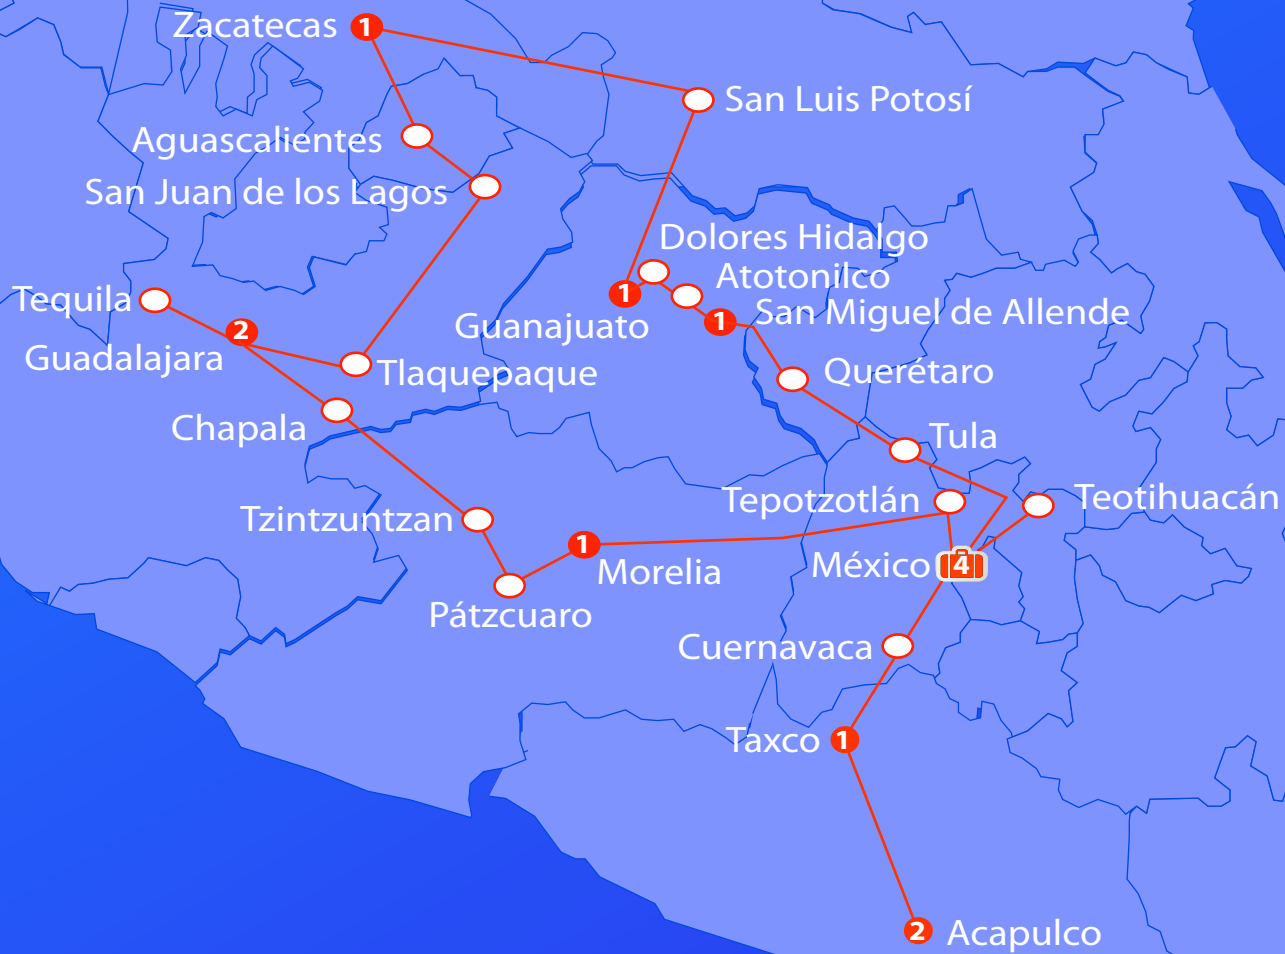 Zacatecas 1
San Luis Potosí
Aguascalientes
San Juan de los Lagos
Dolores Hidalgo
Atotonilco
Tequila
1
Guanajuato
1 San Miguel de Allende
2
Guadalajara
Tlaquepaque
Querétaro
Chapala
Tula
Tepotzotlán
Teotihuacán
Tzintzuntzan
1
Morelia
México 4
Pátzcuaro
Cuernavaca
Taxco 1
2 Acapulco